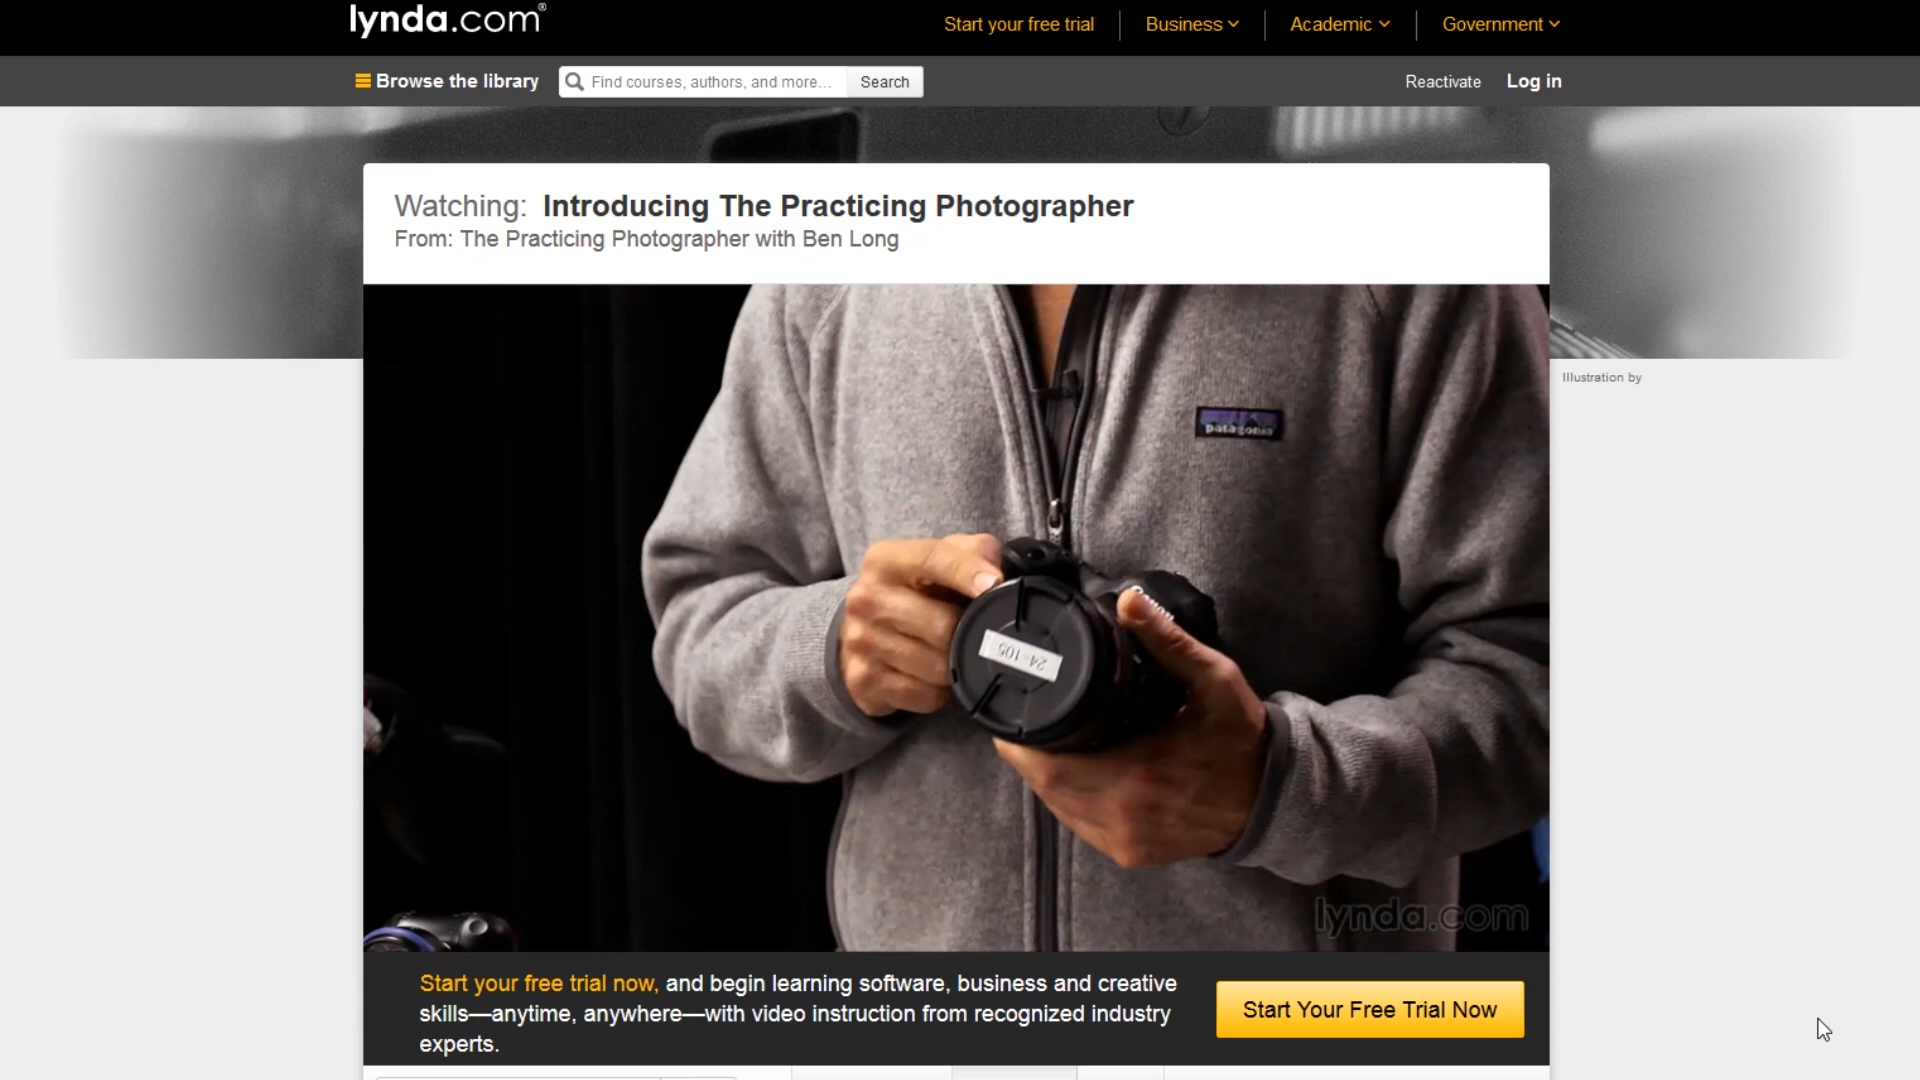 lynda.com®
Start your free trial
Business
Academic
Government
Browse the library
Find courses, authors, and more...
Search
Reactivate
Log in
Watching: Introducing The Practicing Photographer
From: The Practicing Photographer with Ben Long
Illustration by
patagonia
Canon
24-105
lynda.com
Start your free trial now, and begin learning software, business and creative
skills—anytime, anywhere—with video instruction from recognized industry
experts.
Start Your Free Trial Now